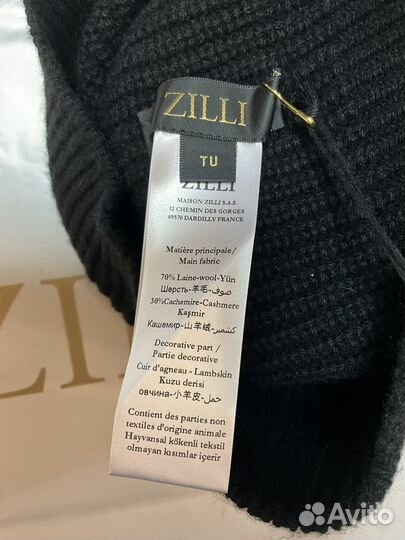 ZILLI
TU
ZILLI
MAISON ZILLI S.A.S.
12 CHEMIN DES GORGES
69570 DARDILLY FRANCE
Matière principale /
Main fabric
70% Laine-wool-Yün
Шерсть-羊毛-صوف
30%Cachemire-Cashmere
Kaşmir
Кашемир-山羊绒-كشمير
Decorative part /
Partie decorative
Cuir d'agneau - Lambskin
Kuzu derisi
овчина-小羊皮-حمل
Contient des parties non
textiles d'origine animale
Hayvansal kökenli tekstil
olmayan kısımlar içerir
ZILLI
Avito